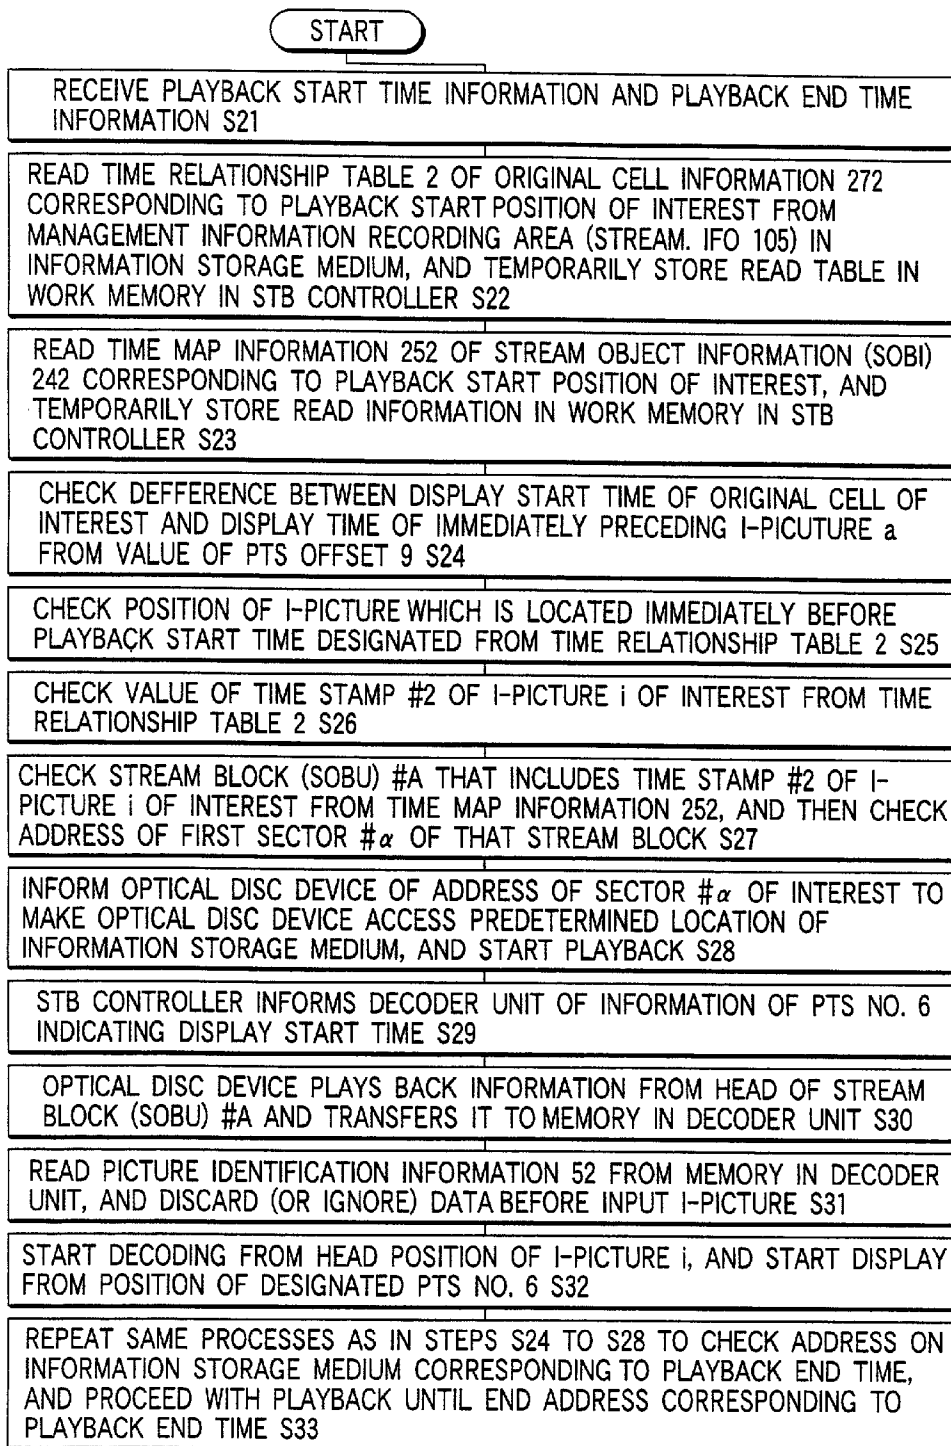 START
RECEIVE PLAYBACK START TIME INFORMATION AND PLAYBACK END TIME
INFORMATION S21
READ TIME RELATIONSHIP TABLE 2 OF ORIGINAL CELL INFORMATION 272
CORRESPONDING TO PLAYBACK START POSITION OF INTEREST FROM
MANAGEMENT INFORMATION RECORDING AREA (STREAM. IFO 105) IN
INFORMATION STORAGE MEDIUM, AND TEMPORARILY STORE READ TABLE IN
WORK MEMORY IN STB CONTROLLER S22
READ TIME MAP INFORMATION 252 OF STREAM OBJECT INFORMATION (SOBI)
242 CORRESPONDING TO PLAYBACK START POSITION OF INTEREST, AND
TEMPORARILY STORE READ INFORMATION IN WORK MEMORY IN STB
CONTROLLER S23
CHECK DEFFERENCE BETWEEN DISPLAY START TIME OF ORIGINAL CELL OF
INTEREST AND DISPLAY TIME OF IMMEDIATELY PRECEDING I-PICUTURE a
FROM VALUE OF PTS OFFSET 9 S24
CHECK POSITION OF I-PICTURE WHICH IS LOCATED IMMEDIATELY BEFORE
PLAYBACK START TIME DESIGNATED FROM TIME RELATIONSHIP TABLE 2 S25
CHECK VALUE OF TIME STAMP #2 OF I-PICTURE i OF INTEREST FROM TIME
RELATIONSHIP TABLE 2 S26
CHECK STREAM BLOCK (SOBU) #A THAT INCLUDES TIME STAMP #2 OF I-
PICTURE i OF INTEREST FROM TIME MAP INFORMATION 252, AND THEN CHECK
ADDRESS OF FIRST SECTOR #α OF THAT STREAM BLOCK S27
INFORM OPTICAL DISC DEVICE OF ADDRESS OF SECTOR #α OF INTEREST TO
MAKE OPTICAL DISC DEVICE ACCESS PREDETERMINED LOCATION OF
INFORMATION STORAGE MEDIUM, AND START PLAYBACK S28
STB CONTROLLER INFORMS DECODER UNIT OF INFORMATION OF PTS NO. 6
INDICATING DISPLAY START TIME S29
OPTICAL DISC DEVICE PLAYS BACK INFORMATION FROM HEAD OF STREAM
BLOCK (SOBU) #A AND TRANSFERS IT TO MEMORY IN DECODER UNIT S30
READ PICTURE IDENTIFICATION INFORMATION 52 FROM MEMORY IN DECODER
UNIT, AND DISCARD (OR IGNORE) DATA BEFORE INPUT I-PICTURE S31
START DECODING FROM HEAD POSITION OF I-PICTURE i, AND START DISPLAY
FROM POSITION OF DESIGNATED PTS NO. 6 S32
REPEAT SAME PROCESSES AS IN STEPS S24 TO S28 TO CHECK ADDRESS ON
INFORMATION STORAGE MEDIUM CORRESPONDING TO PLAYBACK END TIME,
AND PROCEED WITH PLAYBACK UNTIL END ADDRESS CORRESPONDING TO
PLAYBACK END TIME S33